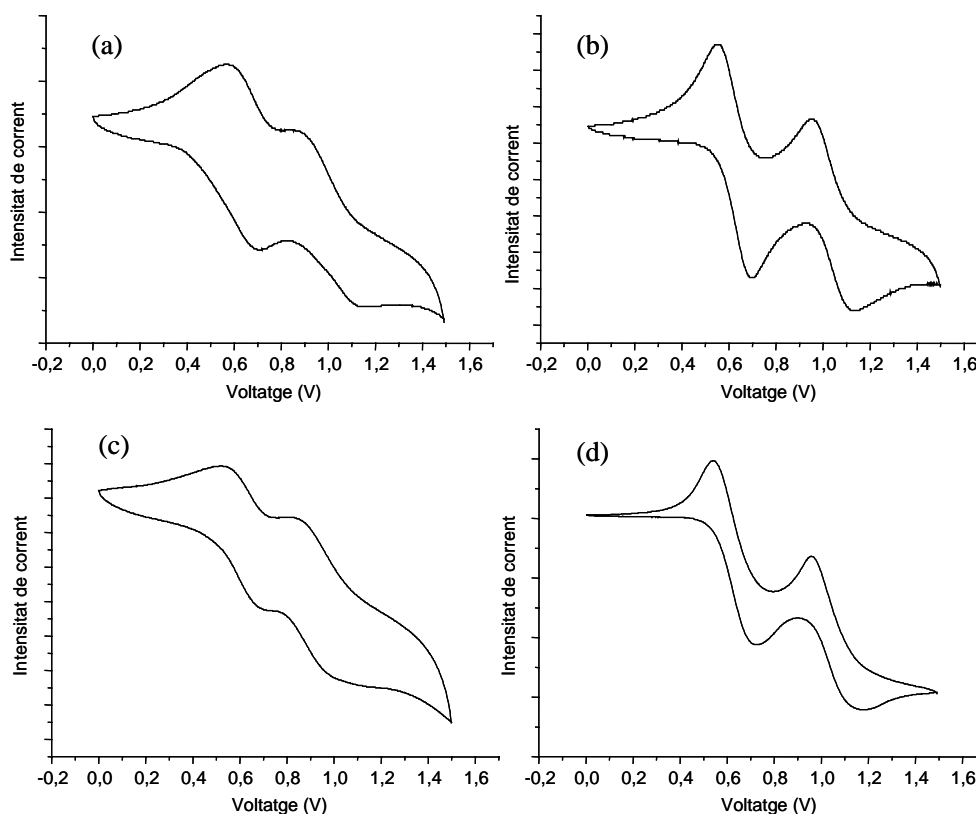 (a)
Intensitat de corrent
-0,2 0,0 0,2 0,4 0,6 0,8 1,0 1,2 1,4 1,6
Voltatge (V)
(b)
Intensitat de corrent
-0,2 0,0 0,2 0,4 0,6 0,8 1,0 1,2 1,4 1,6
Voltatge (V)
(c)
Intensitat de corrent
-0,2 0,0 0,2 0,4 0,6 0,8 1,0 1,2 1,4 1,6
Voltatge (V)
(d)
Intensitat de corrent
-0,2 0,0 0,2 0,4 0,6 0,8 1,0 1,2 1,4 1,6
Voltatge (V)